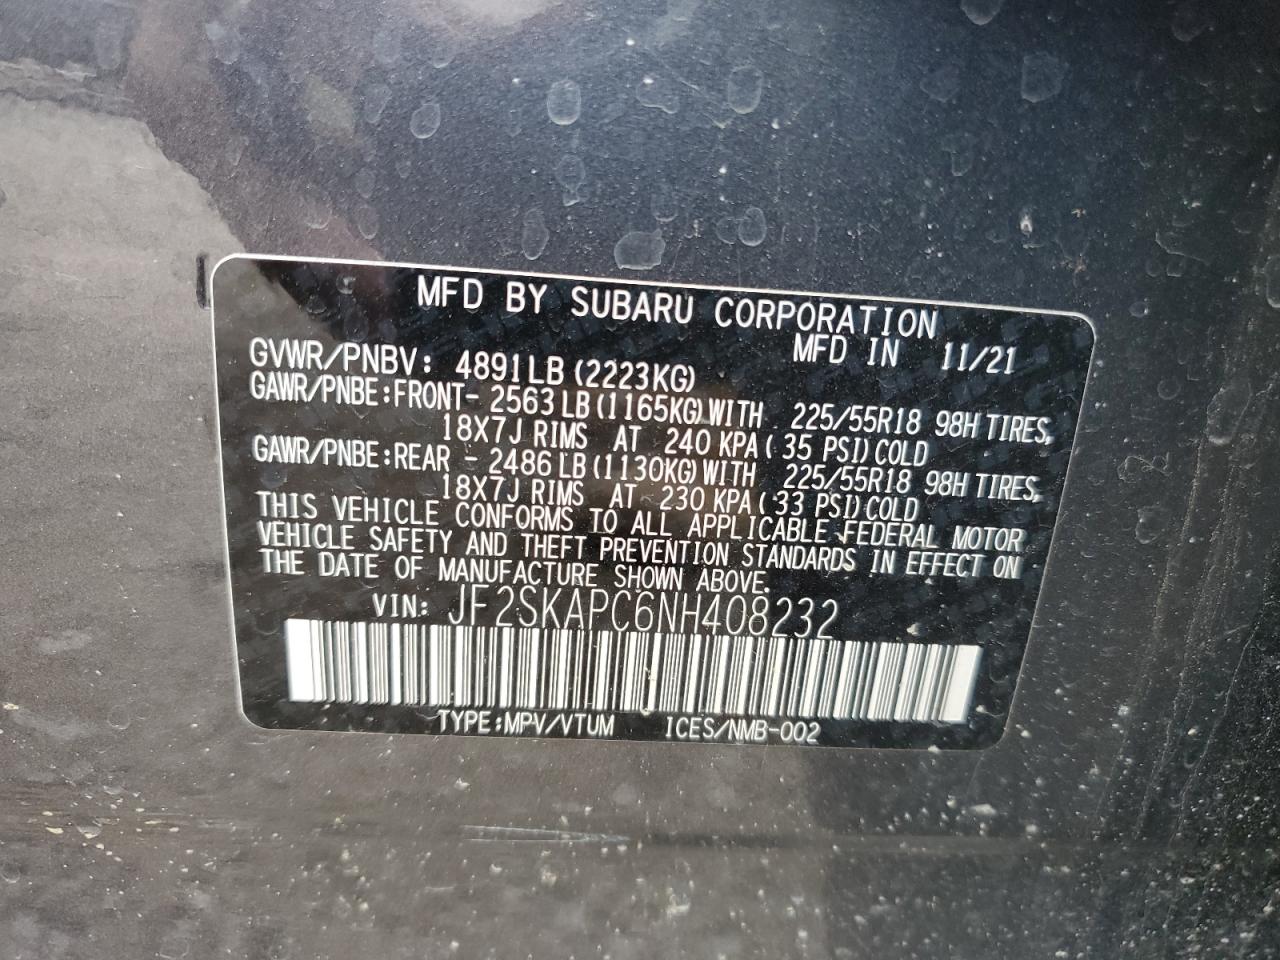 MFD BY SUBARU CORPORATION
MFD IN 11/21
GVWR/PNBV: 4891LB (2223KG)
GAWR/PNBE:FRONT- 2563LB(1165KG)WITH 225/55R18 98H TIRES,
18X7J RIMS AT 240 KPA( 35 PSI)COLD
GAWR/PNBE:REAR - 2486LB(1130KG)WITH 225/55R18 98H TIRES,
18X7J RIMS AT 230 KPA(33 PSI)COLD
THIS VEHICLE CONFORMS TO ALL APPLICABLE FEDERAL MOTOR
VEHICLE SAFETY AND THEFT PREVENTION STANDARDS IN EFFECT ON
THE DATE OF MANUFACTURE SHOWN ABOVE.
VIN: JF2SKAPC6NH408232
TYPE:MPV/VTUM ICES/NMB-002